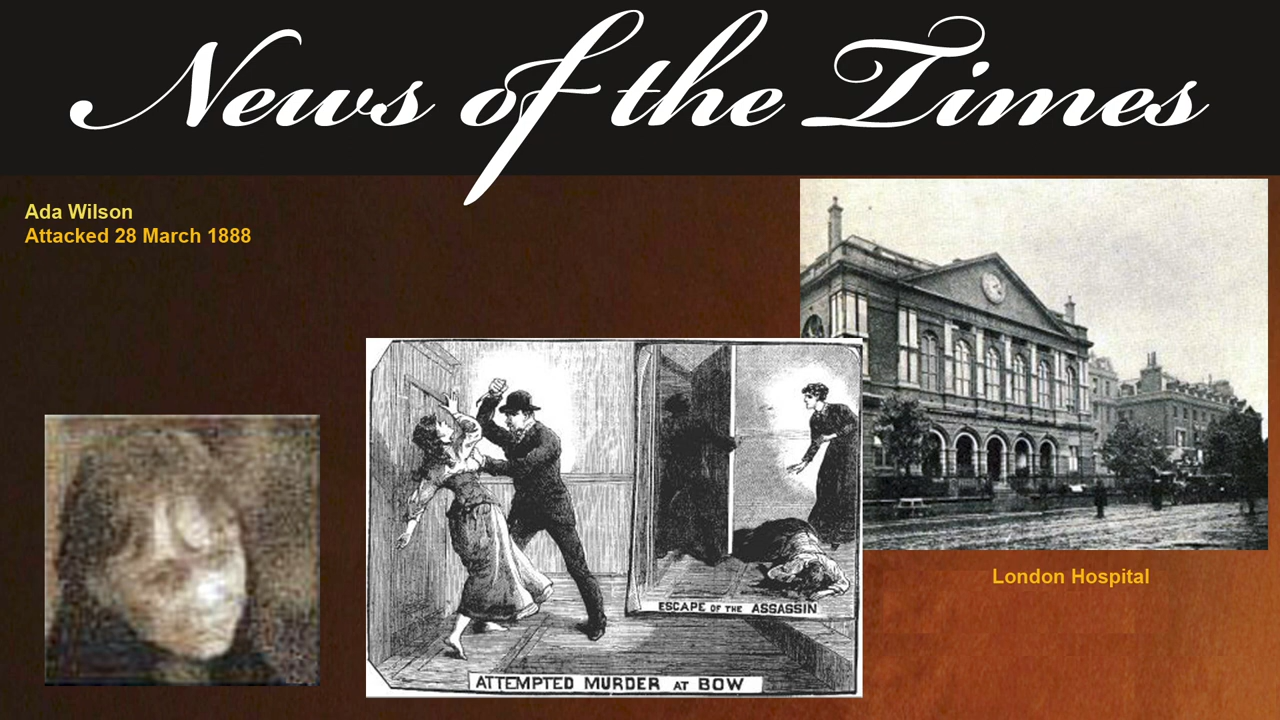 News of the Times
Ada Wilson
Attacked 28 March 1888
ESCAPE OF THE ASSASSIN
ATTEMPTED MURDER AT BOW
London Hospital